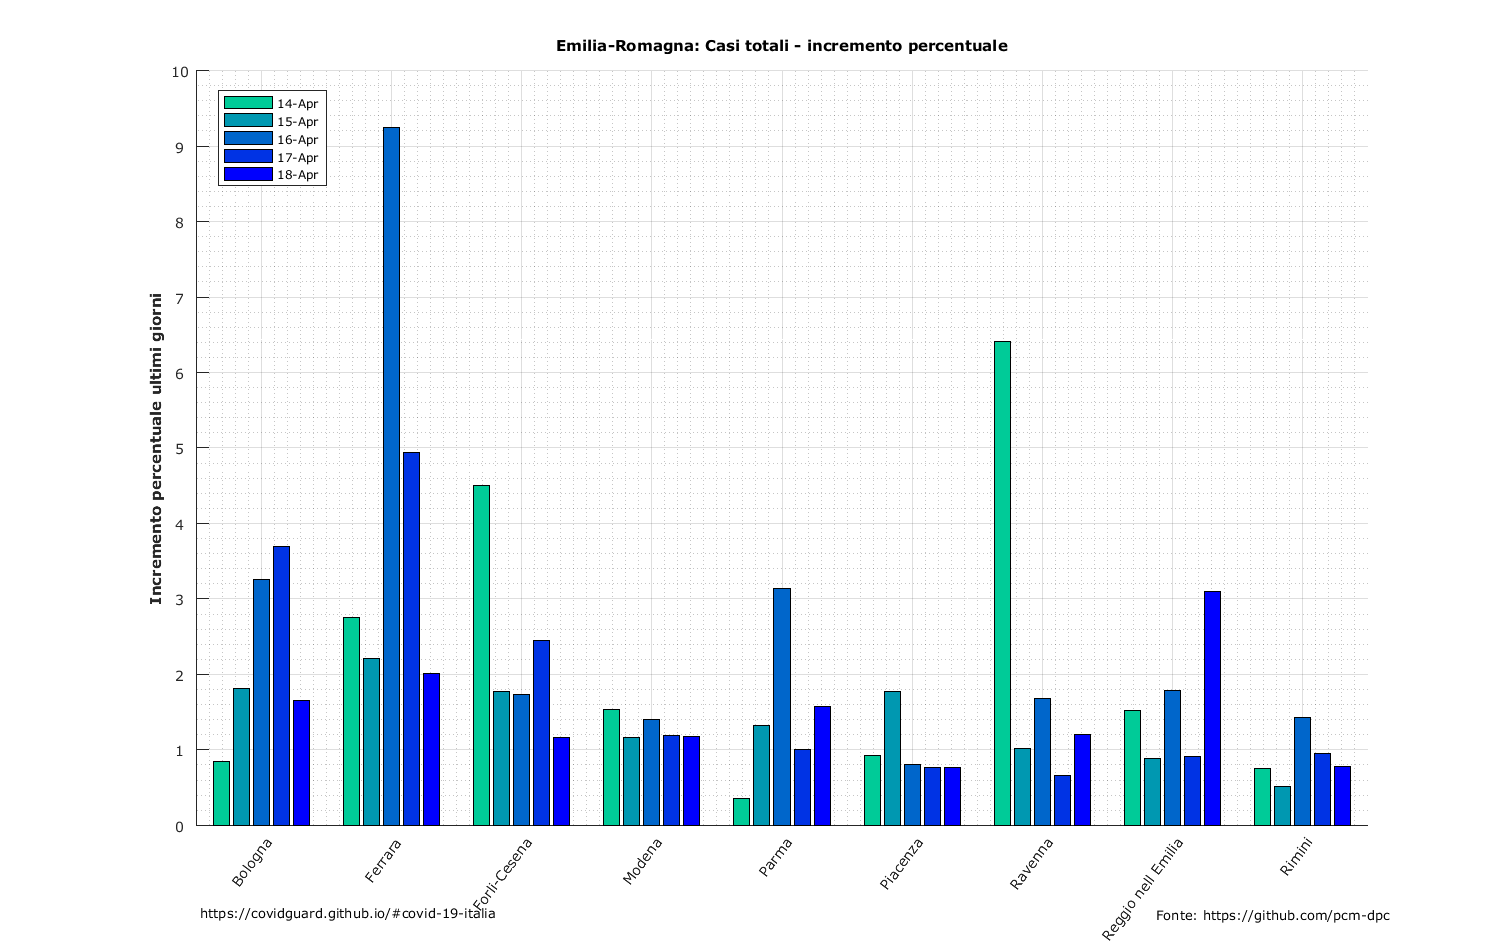 Emilia-Romagna: Casi totali - incremento percentuale
10
9
8
7
6
5
4
3
2
1
0
Incremento percentuale ultimi giorni
14-Apr
15-Apr
16-Apr
17-Apr
18-Apr
Bologna
Ferrara
Forlì-Cesena
Modena
Parma
Piacenza
Ravenna
Reggio nell Emilia
Rimini
https://covidguard.github.io/#covid-19-italia
Fonte: https://github.com/pcm-dpc